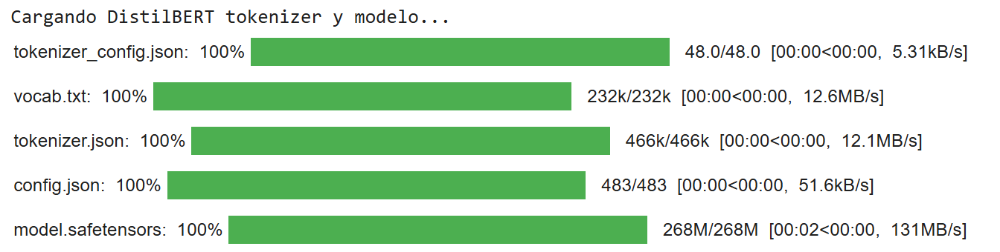 Cargando DistilBERT tokenizer y modelo...
tokenizer_config.json: 100% 48.0/48.0 [00:00<00:00, 5.31kB/s]
vocab.txt: 100% 232k/232k [00:00<00:00, 12.6MB/s]
tokenizer.json: 100% 466k/466k [00:00<00:00, 12.1MB/s]
config.json: 100% 483/483 [00:00<00:00, 51.6kB/s]
model.safetensors: 100% 268M/268M [00:02<00:00, 131MB/s]